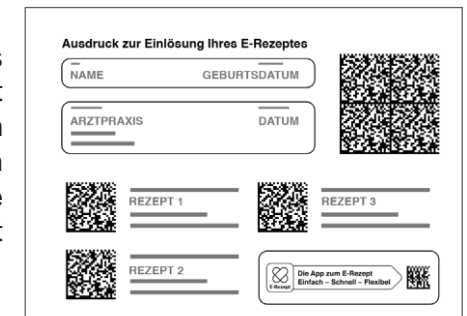 Ausdruck zur Einlösung Ihres E-Rezeptes
NAME GEBURTSDATUM
ARZTPRAXIS DATUM
REZEPT 1
REZEPT 3
REZEPT 2
E-Rezept
Die App zum E-Rezept
Einfach – Schnell – Flexibel
s
t
n
n
e
t